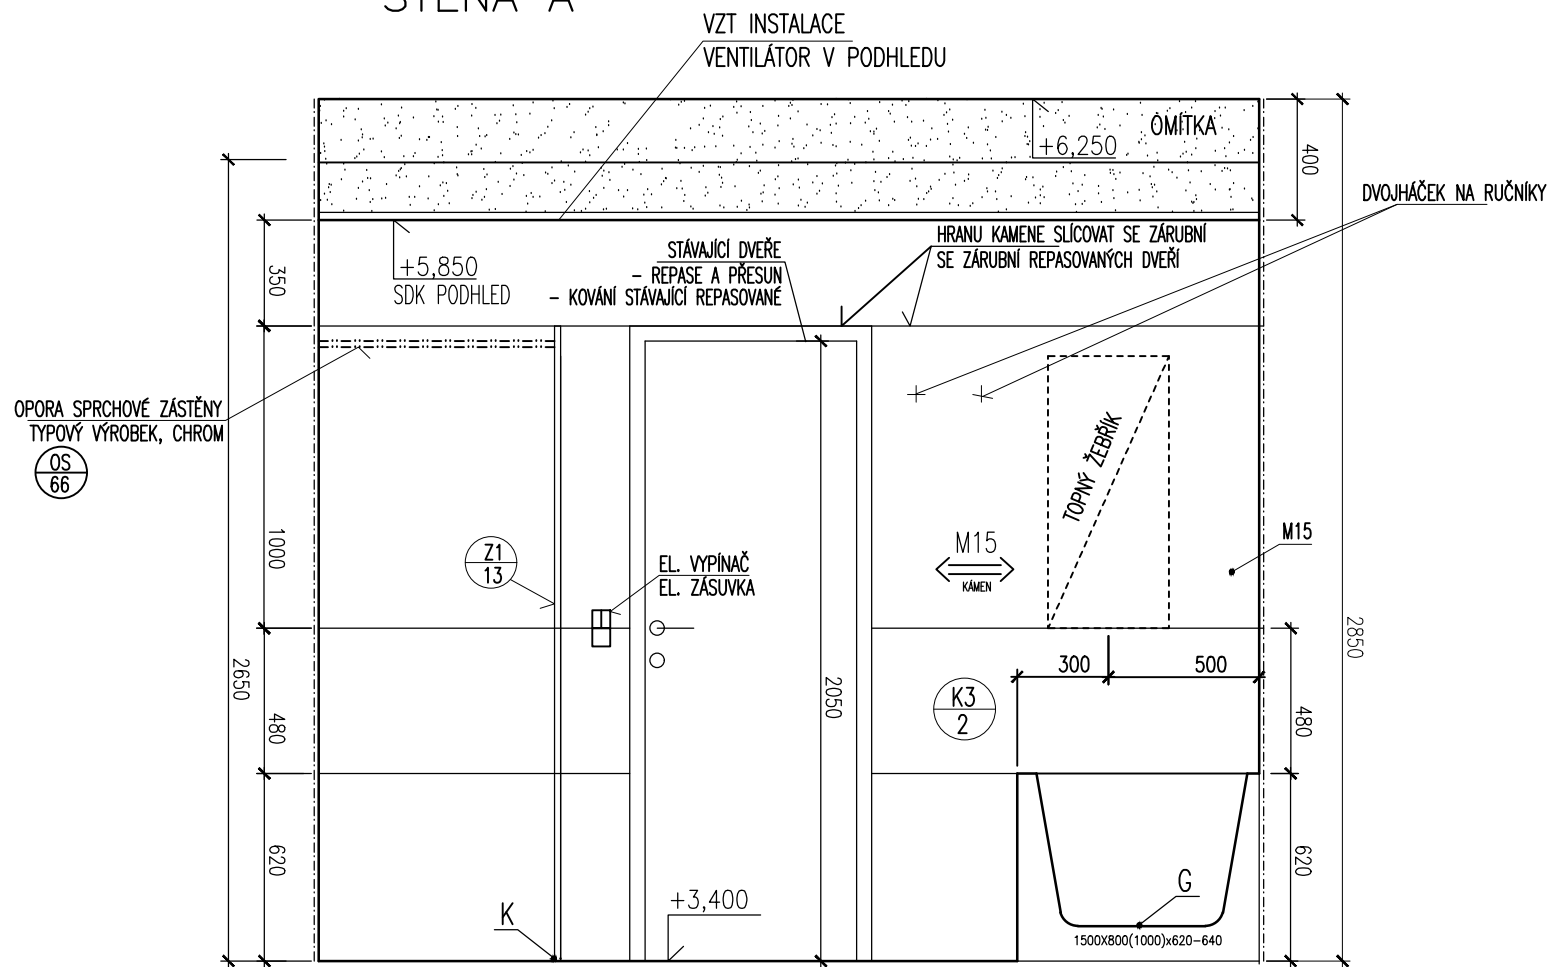 STĚNA A
VZT INSTALACE
VENTILÁTOR V PODHLEDU
OMÍTKA
+6,250
400
DVOJHÁČEK NA RUČNÍKY
HRANU KAMENE SLÍCOVAT SE ZÁRUBNÍ
SE ZÁRUBNÍ REPASOVANÝCH DVEŘÍ
STÁVAJÍCÍ DVEŘE
- REPASE A PŘESUN
- KOVÁNÍ STÁVAJÍCÍ REPASOVANÉ
+5,850
SDK PODHLED
350
OPORA SPRCHOVÉ ZÁSTĚNY
TYPOVÝ VÝROBEK, CHROM
OS
66
1000
Z1
13
EL. VYPÍNAČ
EL. ZÁSUVKA
M15
KÁMEN
TOPNÝ ŽEBŘÍK
M15
2850
2650
2050
300
500
480
K3
2
480
620
620
K
+3,400
G
1500X800(1000)x620-640